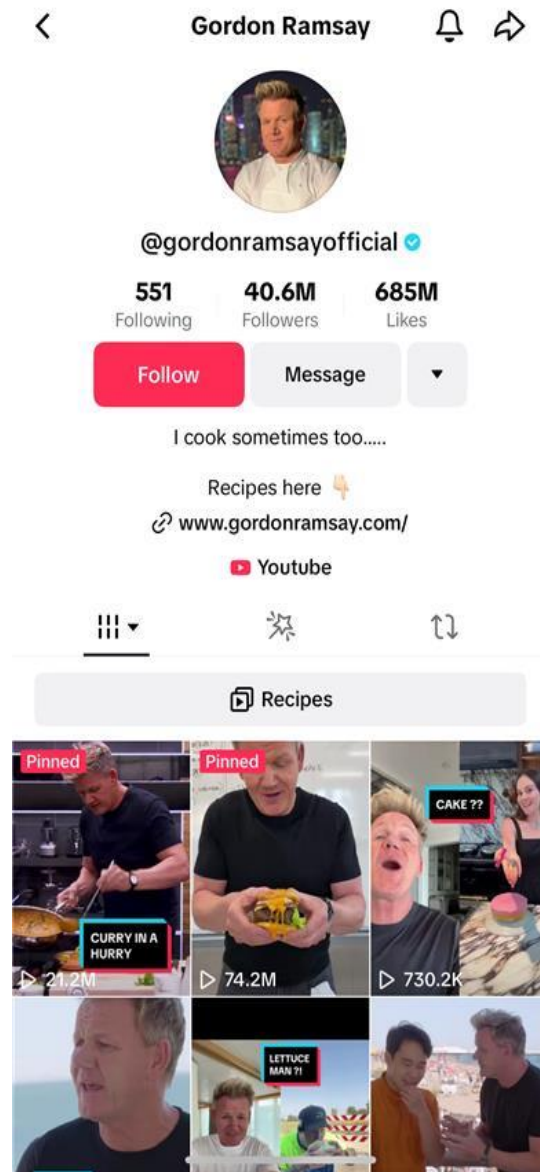 Gordon Ramsay
@gordonramsayofficial
551 40.6M 685M
Following Followers Likes
Follow Message
I cook sometimes too.....
Recipes here 👇🏻
www.gordonramsay.com/
Youtube
Recipes
Pinned
CURRY IN A
HURRY
21.2M
Pinned
74.2M
CAKE ??
730.2K
LETTUCE
MAN ?!